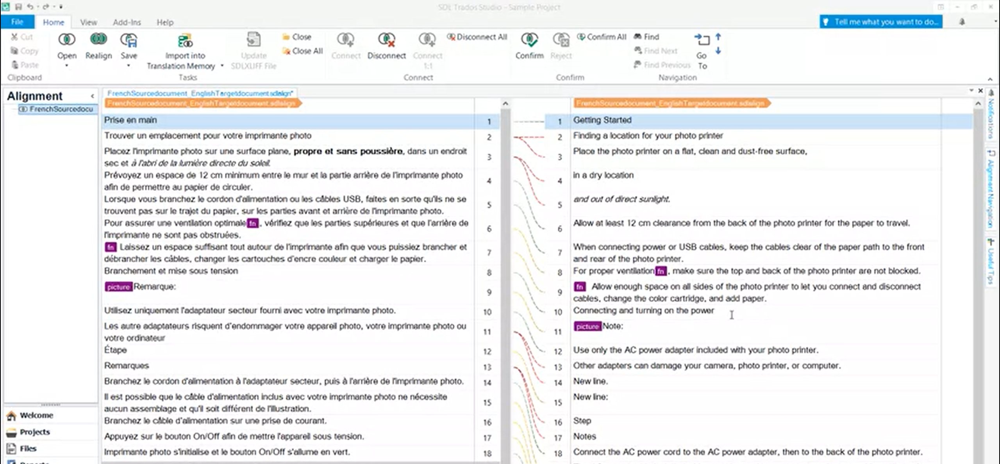 SDL Trados Studio - Sample Project
File Home View Add-Ins Help
Tell me what you want to do...
Cut
Copy
Paste
Clipboard
Open
Realign
Save
Import into
Translation Memory
Update
SDLXLIFF File
Close
Close All
Tasks
Connect
Disconnect
Connect
1:1
Disconnect All
Connect
Confirm
Reject
Confirm All
Confirm
Find
Find Next
Find Previous
Go
To
Navigation
Alignment
FrenchSourcedocu
Welcome
Projects
Files
FrenchSourcedocument_EnglishTargetdocument.sdlalign*
FrenchSourcedocument_EnglishTargetdocument.sdlalign
Prise en main 1
Trouver un emplacement pour votre imprimante photo 2
Placez l'imprimante photo sur une surface plane, propre et sans poussière, dans un endroit
sec et à l'abri de la lumière directe du soleil. 3
Prévoyez un espace de 12 cm minimum entre le mur et la partie arrière de l'imprimante photo
afin de permettre au papier de circuler. 4
Lorsque vous branchez le cordon d'alimentation ou les câbles USB, faites en sorte qu'ils ne se
trouvent pas sur le trajet du papier, sur les parties avant et arrière de l'imprimante photo. 5
Pour assurer une ventilation optimale fn , vérifiez que les parties supérieures et que l'arrière de
l'imprimante ne sont pas obstruées. 6
fn Laissez un espace suffisant tout autour de l'imprimante afin que vous puissiez brancher et
débrancher les câbles, changer les cartouches d'encre couleur et charger le papier. 7
Branchement et mise sous tension 8
picture Remarque: 9
Utilisez uniquement l'adaptateur secteur fourni avec votre imprimante photo. 10
Les autre adaptateurs risquent d'endommager votre appareil photo, votre imprimante photo ou
votre ordinateur 11
Étape 12
Remarques 13
Branchez le cordon d'alimentation à l'adaptateur secteur, puis à l'arrière de l'imprimante photo. 14
Il est possible que le câble d'alimentation inclus avec votre imprimante photo ne nécessite
aucun assemblage et qu'il soit différent de l'illustration. 15
Branchez le câble d'alimentation sur une prise de courant. 16
Appuyez sur le bouton On/Off afin de mettre l'appareil sous tension. 17
Imprimante photo s'initialise et le bouton On/Off s'allume en vert. 18
FrenchSourcedocument_EnglishTargetdocument.sdlalign
1 Getting Started
2 Finding a location for your photo printer
3 Place the photo printer on a flat, clean and dust-free surface,
4 in a dry location
5 and out of direct sunlight.
6 Allow at least 12 cm clearance from the back of the photo printer for the paper to travel.
7 When connecting power or USB cables, keep the cables clear of the paper path to the front
and rear of the photo printer.
8 For proper ventilation fn , make sure the top and back of the photo printer are not blocked.
9 fn Allow enough space on all sides of the photo printer to let you connect and disconnect
cables, change the color cartridge, and add paper.
10 Connecting and turning on the power
11 picture Note:
12 Use only the AC power adapter included with your photo printer.
13 Other adapters can damage your camera, photo printer, or computer.
14 New line.
15 New line:
16 Step
17 Notes
18 Connect the AC power cord to the AC power adapter, then to the back of the photo printer.
Notifications
Alignment Navigation
Useful Tips